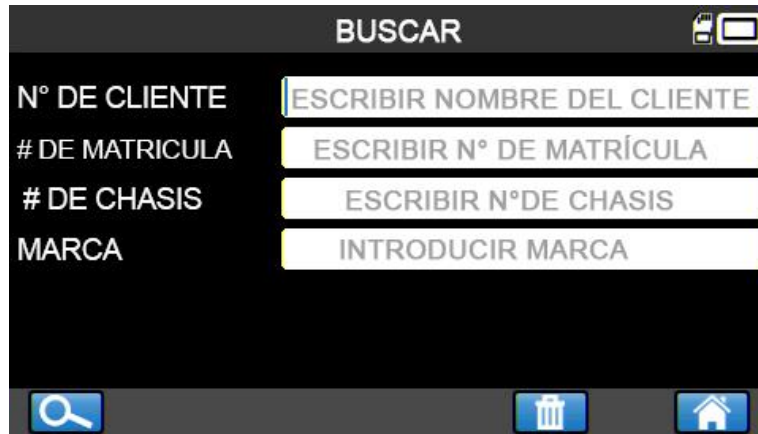 BUSCAR
N° DE CLIENTE ESCRIBIR NOMBRE DEL CLIENTE
# DE MATRICULA ESCRIBIR N° DE MATRÍCULA
# DE CHASIS ESCRIBIR N°DE CHASIS
MARCA INTRODUCIR MARCA